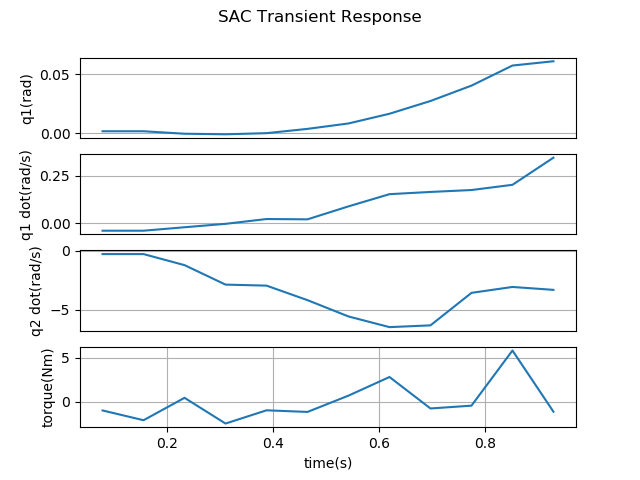 SAC Transient Response
q1(rad)
0.05
0.00
q1 dot(rad/s)
0.25
0.00
q2 dot(rad/s)
0
−5
torque(Nm)
5
0
0.2 0.4 0.6 0.8
time(s)